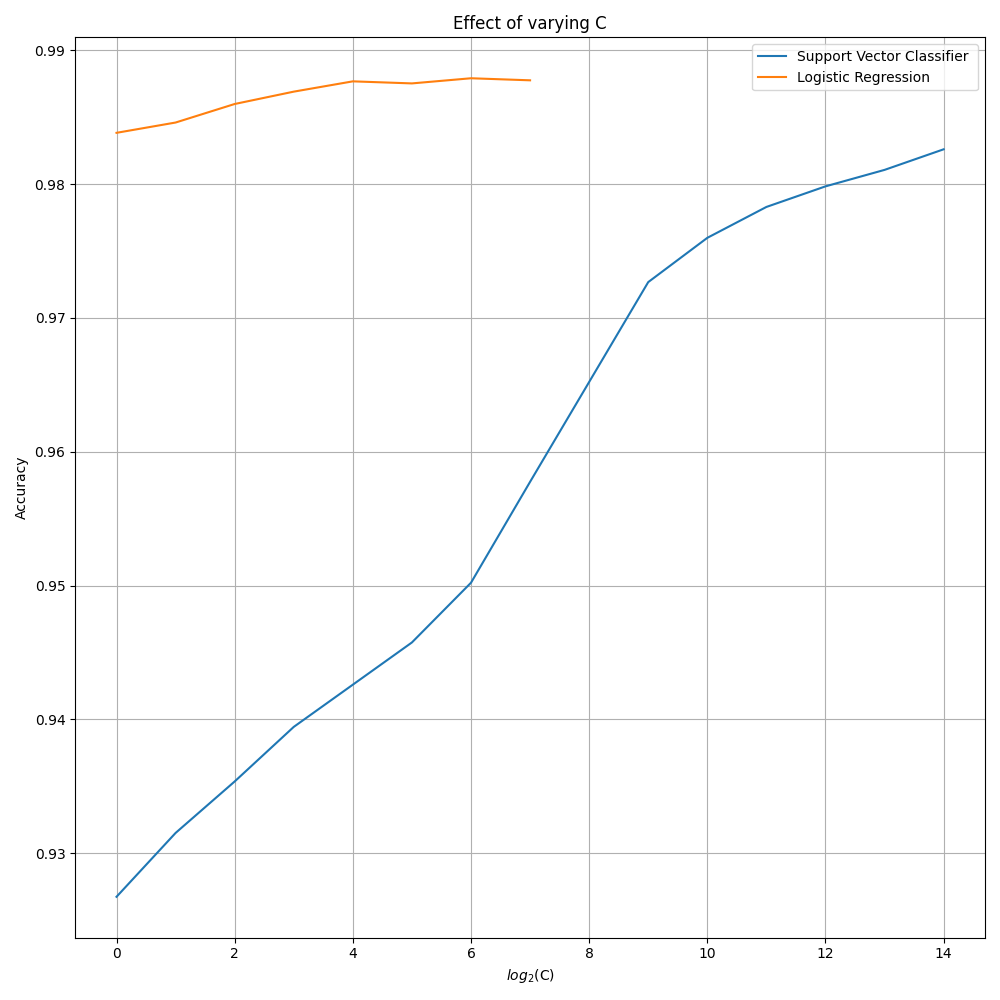 Effect of varying C
Support Vector Classifier
Logistic Regression
Accuracy
0.99
0.98
0.97
0.96
0.95
0.94
0.93
0 2 4 6 8 10 12 14
log₂(C)